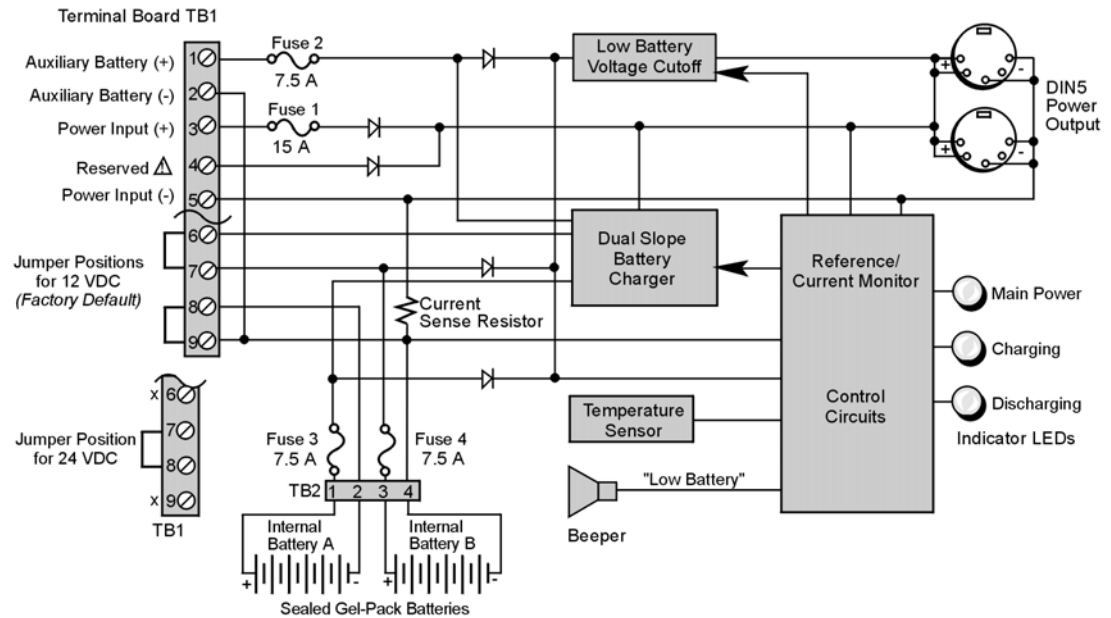 Terminal Board TB1
Auxiliary Battery (+)
Auxiliary Battery (-)
Power Input (+)
Reserved ⚠
Power Input (-)
1
2
3
4
5
6
7
8
9
Fuse 2
7.5 A
Fuse 1
15 A
Low Battery
Voltage Cutoff
+
-
+
-
DIN5
Power
Output
Jumper Positions
for 12 VDC
(Factory Default)
Dual Slope
Battery
Charger
Reference/
Current Monitor
Control
Circuits
Current
Sense Resistor
Main Power
Charging
Discharging
Indicator LEDs
Temperature
Sensor
"Low Battery"
Beeper
x 6
7
8
x 9
TB1
Jumper Position
for 24 VDC
Fuse 3
7.5 A
Fuse 4
7.5 A
TB2
1 2 3 4
Internal
Battery A
Internal
Battery B
+ -
+ -
Sealed Gel-Pack Batteries